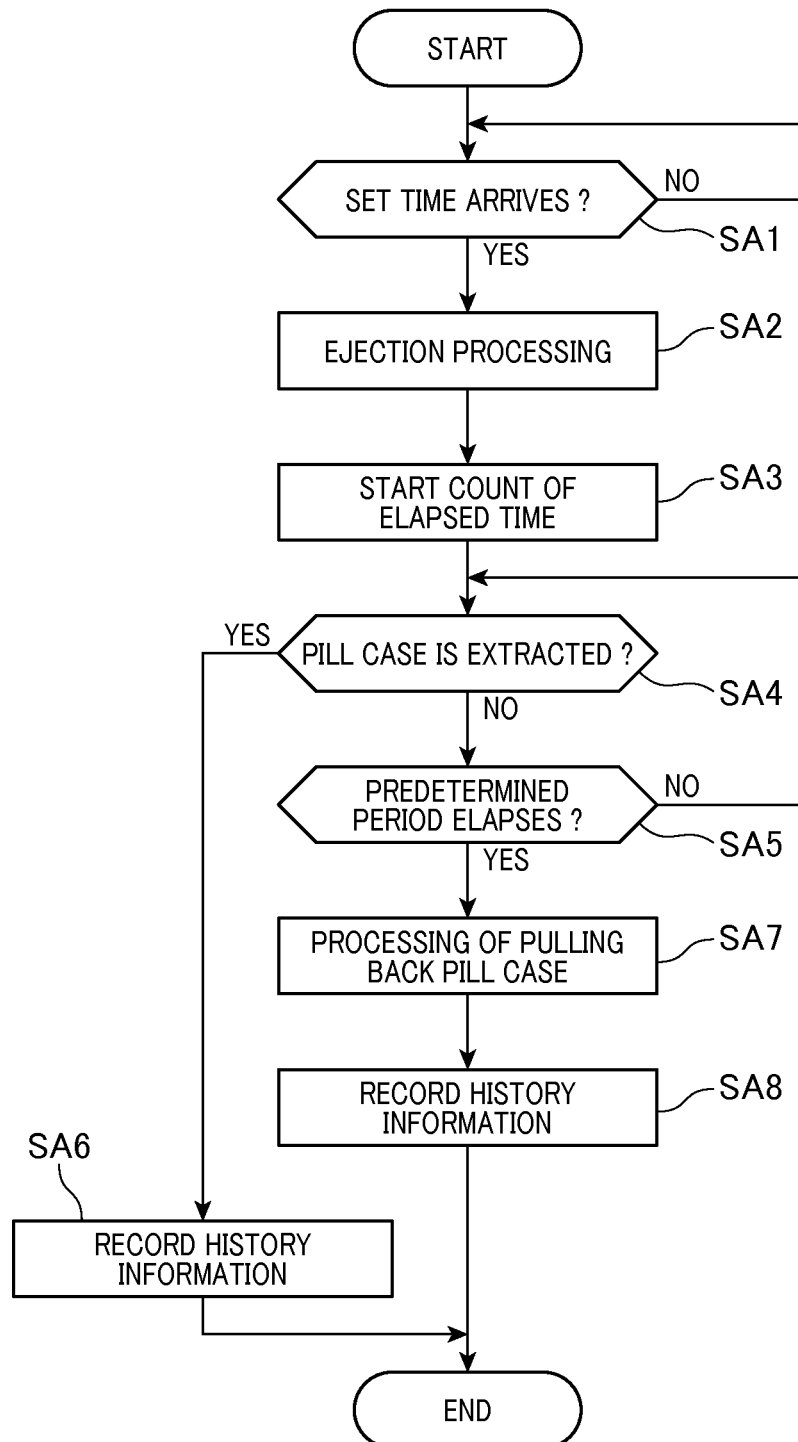 START
SET TIME ARRIVES ?
NO
SA1
YES
EJECTION PROCESSING
SA2
START COUNT OF
ELAPSED TIME
SA3
YES
PILL CASE IS EXTRACTED ?
SA4
NO
PREDETERMINED
PERIOD ELAPSES ?
NO
SA5
YES
PROCESSING OF PULLING
BACK PILL CASE
SA7
RECORD HISTORY
INFORMATION
SA8
SA6
RECORD HISTORY
INFORMATION
END